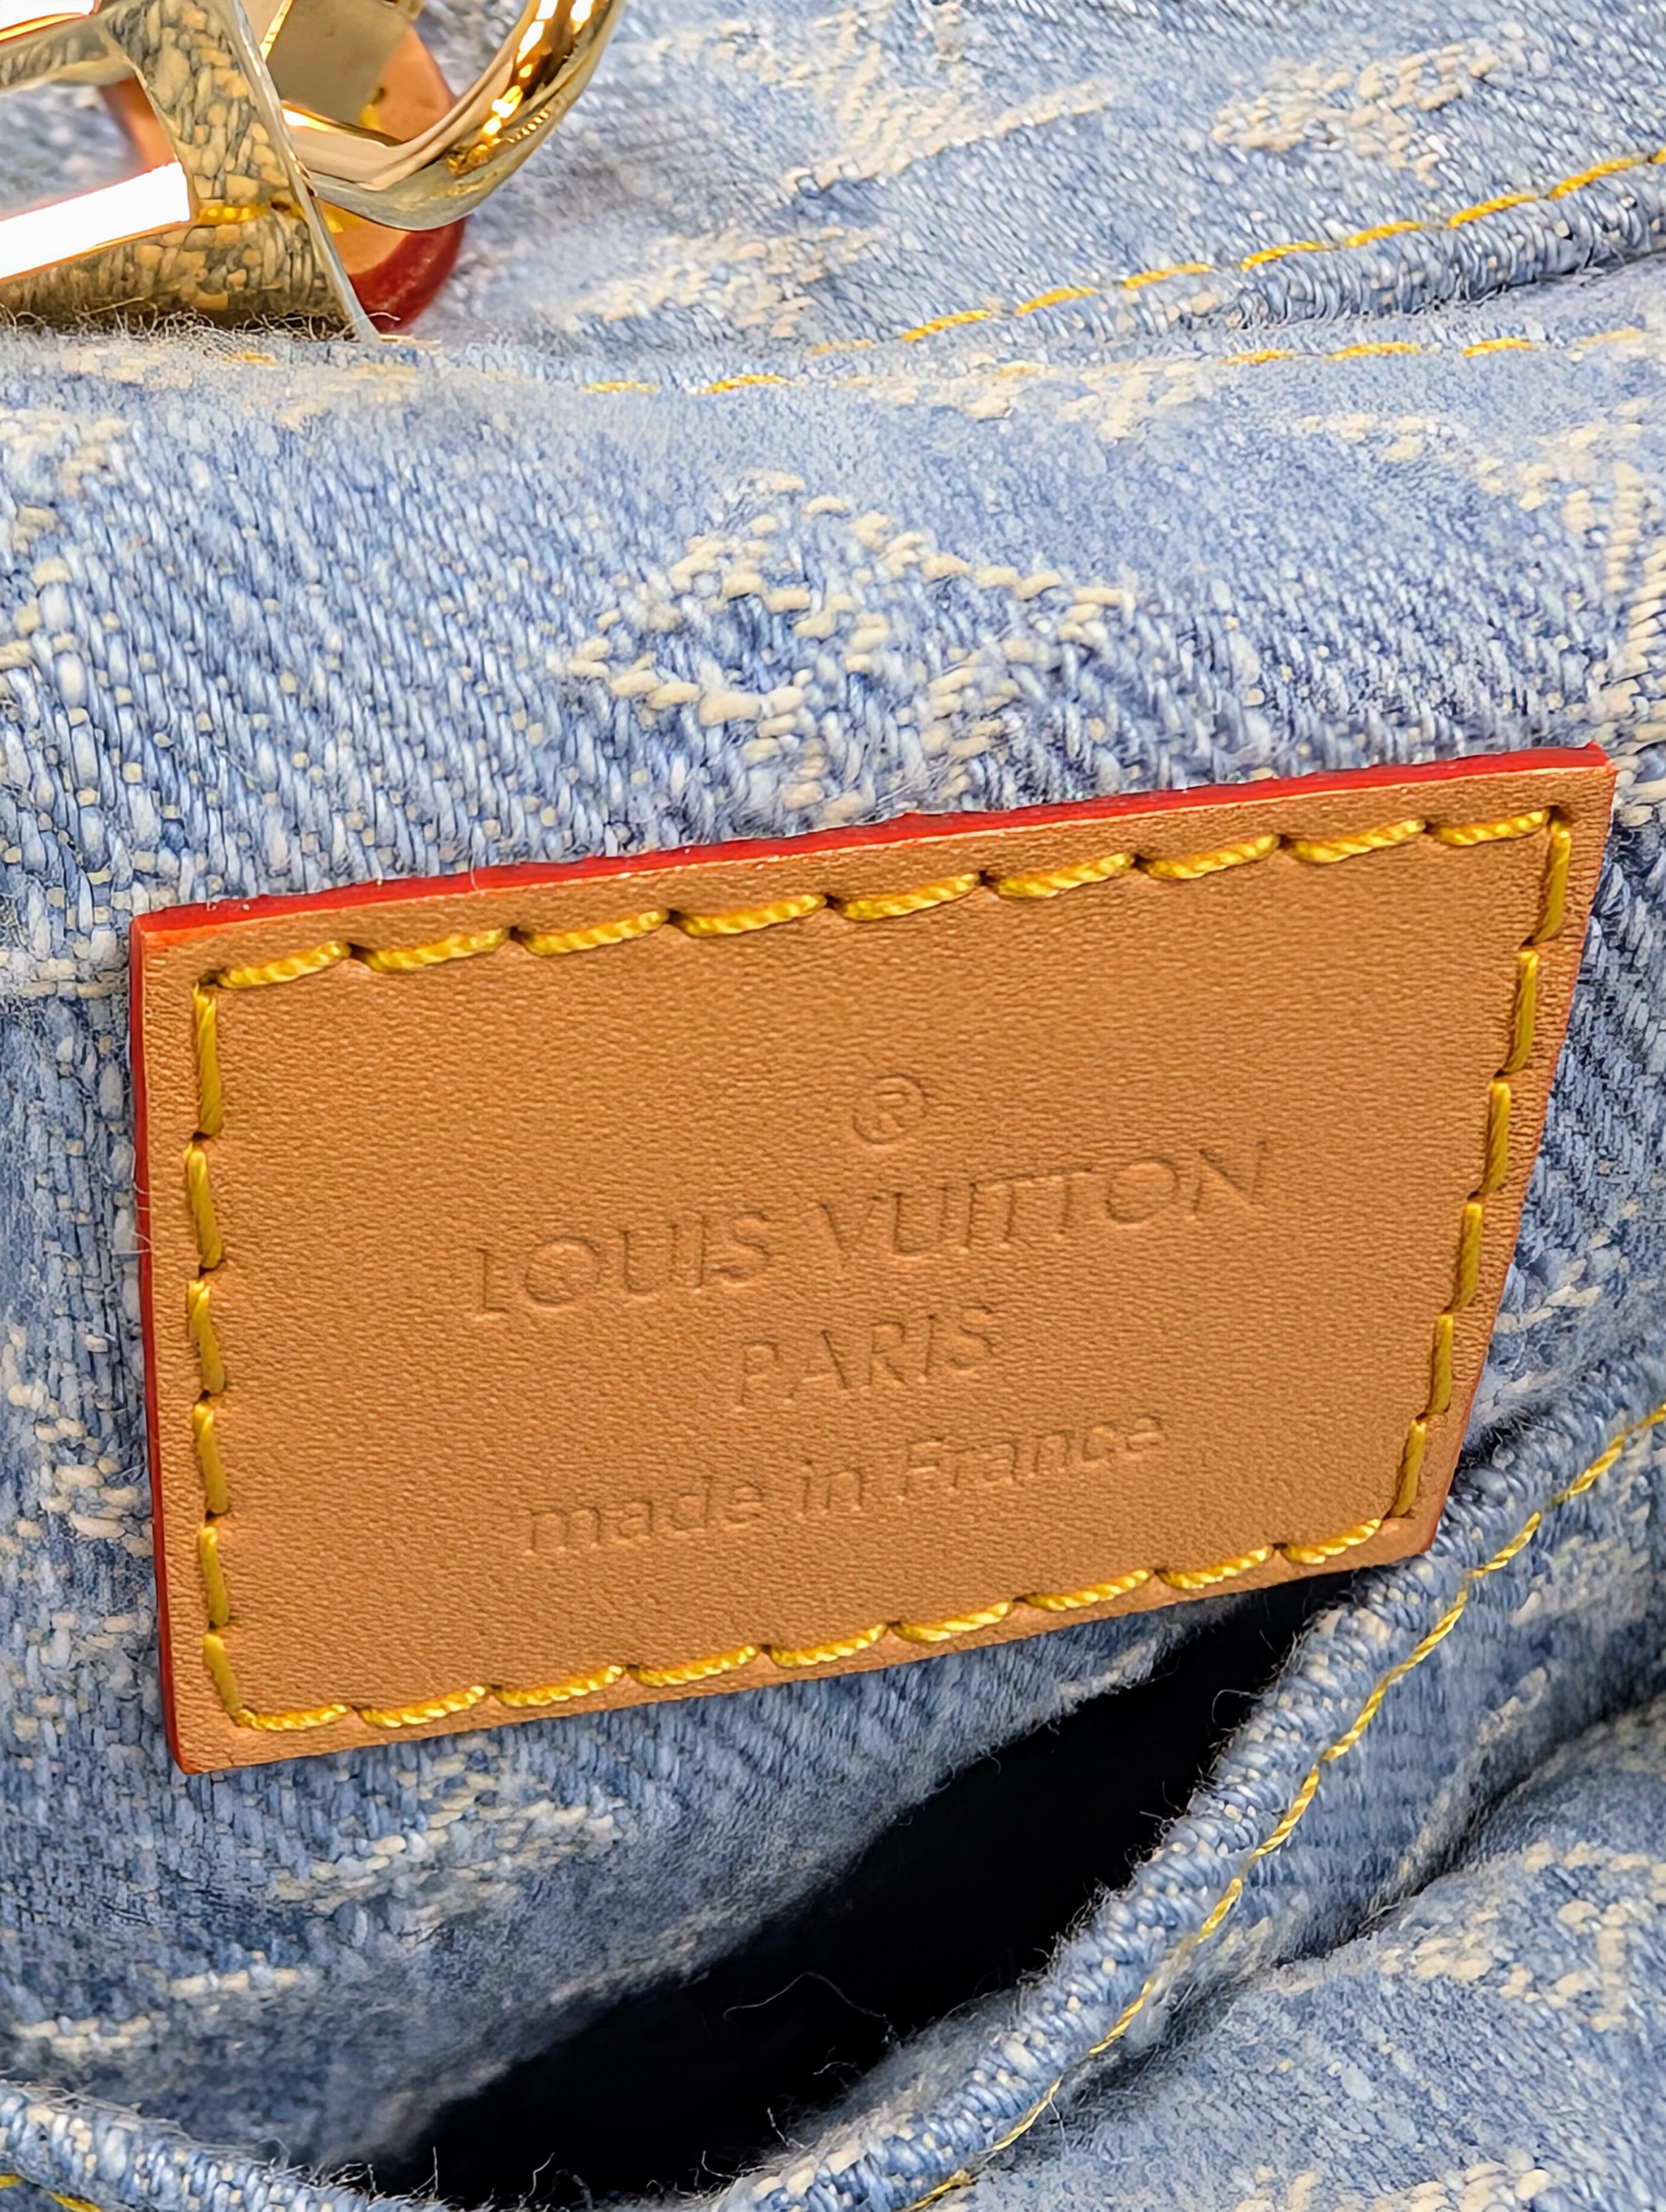 ®
LOUIS VUITTON
PARIS
made in France